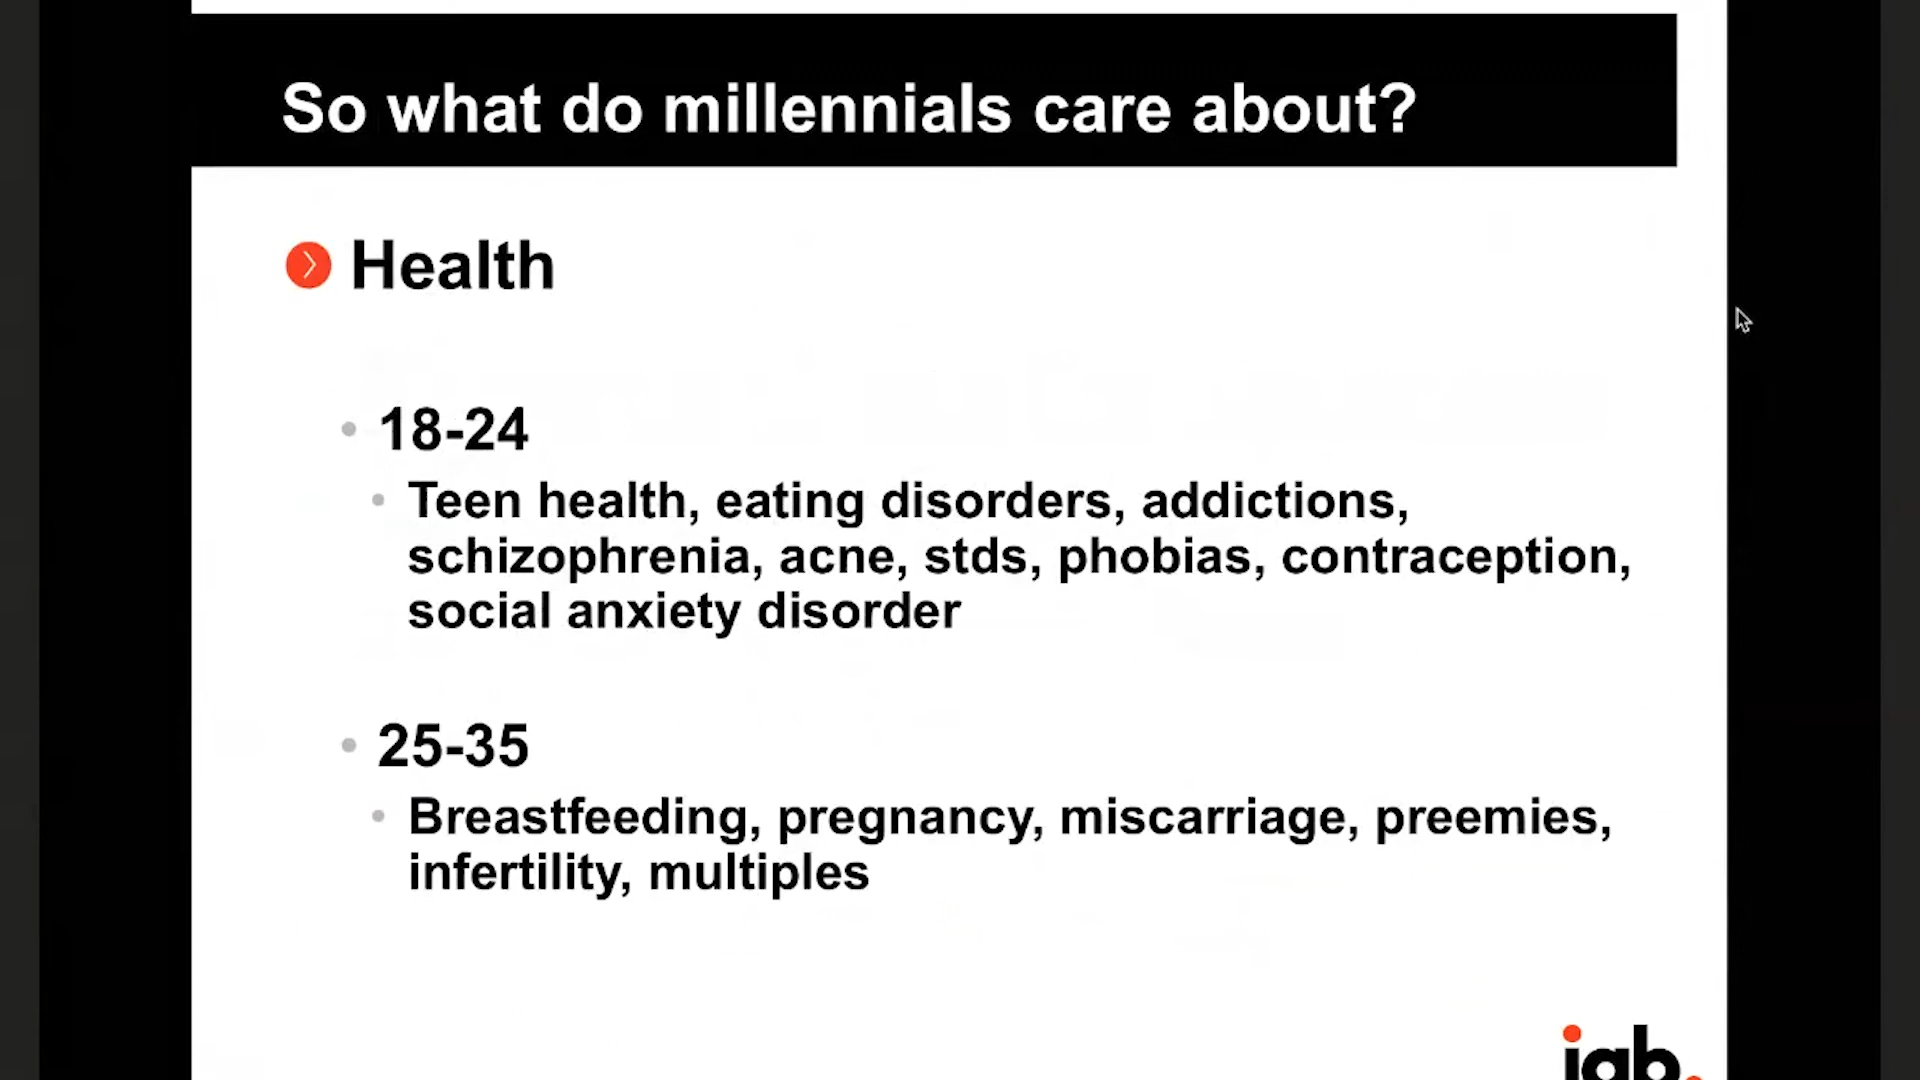 So what do millennials care about?
Health
18-24
Teen health, eating disorders, addictions,
schizophrenia, acne, stds, phobias, contraception,
social anxiety disorder
25-35
Breastfeeding, pregnancy, miscarriage, preemies,
infertility, multiples
iab.